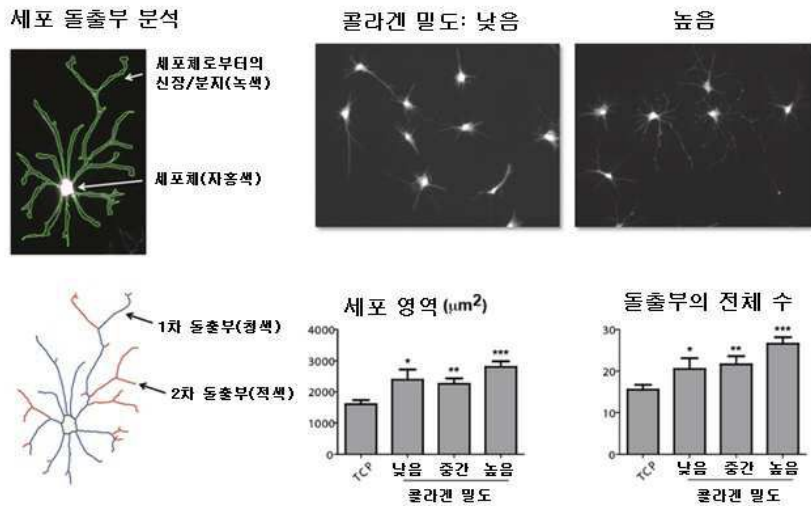 세포 돌출부 분석
콜라겐 밀도: 낮음
높음
세포체로부터의
신장/분지(녹색)
세포체(자홍색)
1차 돌출부(청색)
2차 돌출부(적색)
세포 영역 (μm²)
4000
3000
2000
1000
0
*
**
***
TCP
낮음
중간
높음
콜라겐 밀도
돌출부의 전체 수
30
20
10
0
*
**
***
TCP
낮음
중간
높음
콜라겐 밀도